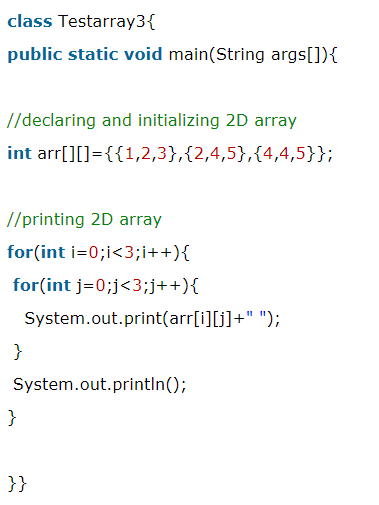 class Testarray3{
public static void main(String args[]){
//declaring and initializing 2D array
int arr[][]={{1,2,3},{2,4,5},{4,4,5}};
//printing 2D array
for(int i=0;i<3;i++){
for(int j=0;j<3;j++){
System.out.print(arr[i][j]+" ");
}
System.out.println();
}
}}